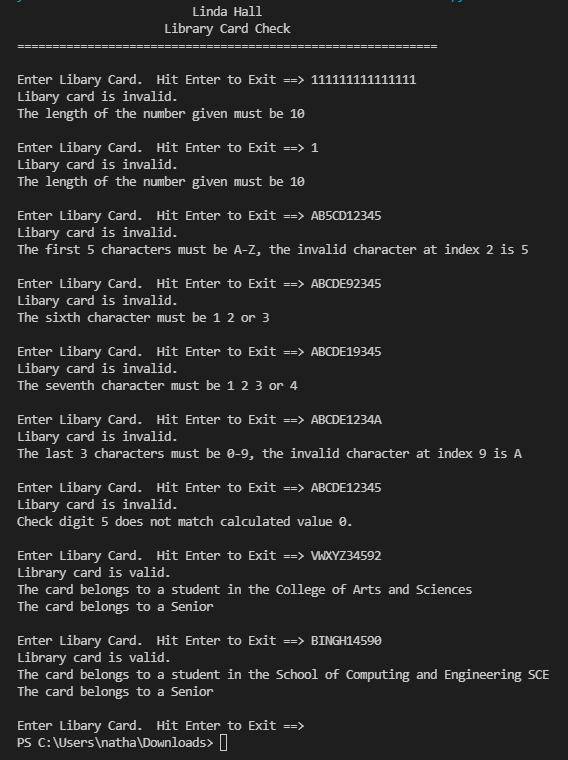 Linda Hall
Library Card Check
============================================================
Enter Libary Card.  Hit Enter to Exit ==> 111111111111111
Libary card is invalid.
The length of the number given must be 10
Enter Libary Card.  Hit Enter to Exit ==> 1
Libary card is invalid.
The length of the number given must be 10
Enter Libary Card.  Hit Enter to Exit ==> AB5CD12345
Libary card is invalid.
The first 5 characters must be A-Z, the invalid character at index 2 is 5
Enter Libary Card.  Hit Enter to Exit ==> ABCDE92345
Libary card is invalid.
The sixth character must be 1 2 or 3
Enter Libary Card.  Hit Enter to Exit ==> ABCDE19345
Libary card is invalid.
The seventh character must be 1 2 3 or 4
Enter Libary Card.  Hit Enter to Exit ==> ABCDE1234A
Libary card is invalid.
The last 3 characters must be 0-9, the invalid character at index 9 is A
Enter Libary Card.  Hit Enter to Exit ==> ABCDE12345
Libary card is invalid.
Check digit 5 does not match calculated value 0.
Enter Libary Card.  Hit Enter to Exit ==> VWXYZ34592
Library card is valid.
The card belongs to a student in the College of Arts and Sciences
The card belongs to a Senior
Enter Libary Card.  Hit Enter to Exit ==> BINGH14590
Library card is valid.
The card belongs to a student in the School of Computing and Engineering SCE
The card belongs to a Senior
Enter Libary Card.  Hit Enter to Exit ==>
PS C:\Users\natha\Downloads>